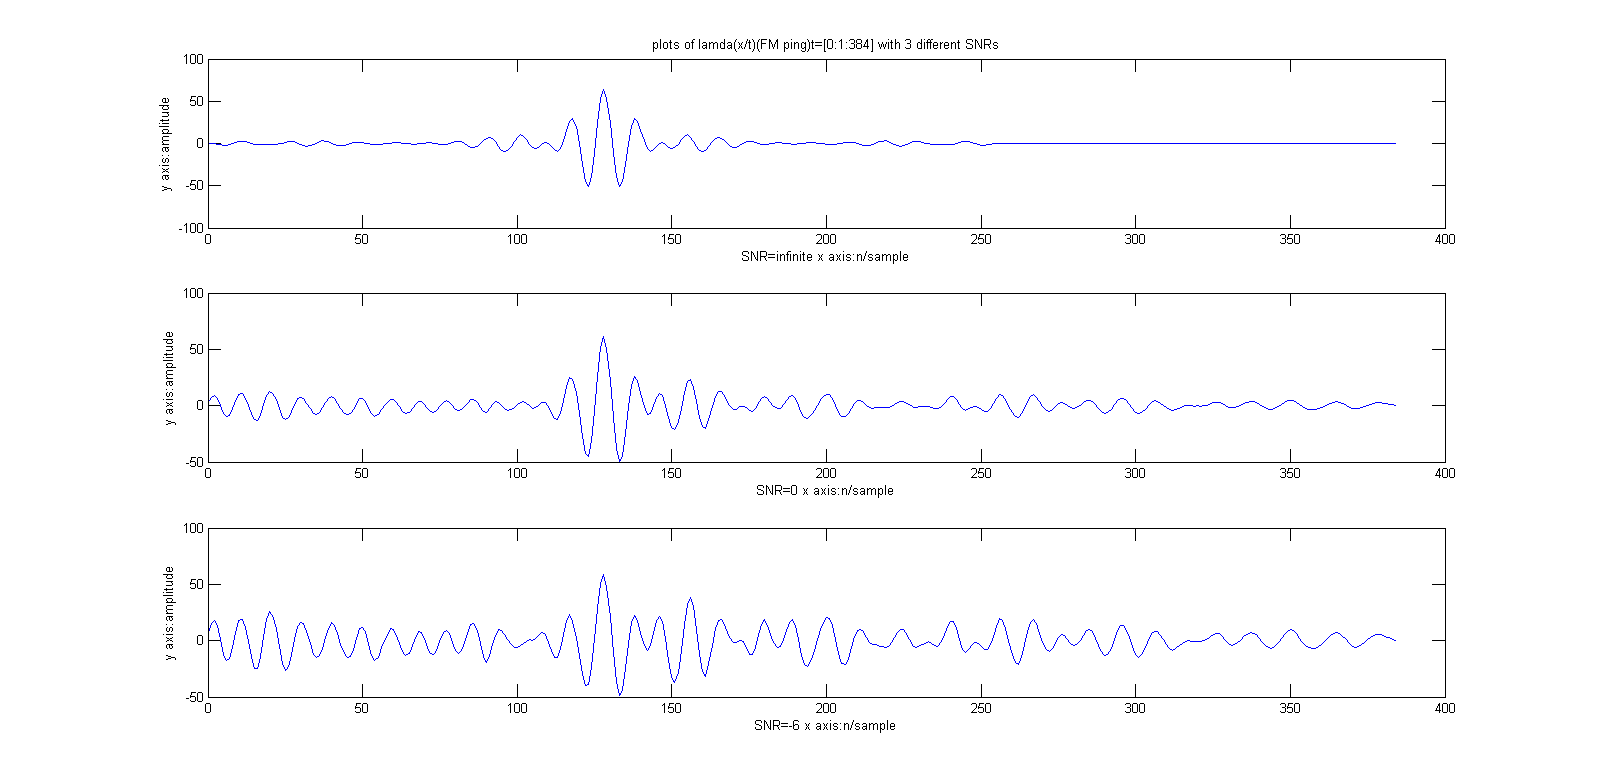 plots of lamda(x/t)(FM ping)t=[0:1:384] with 3 different SNRs
y axis:amplitude
100
50
0
-50
-100
0 50 100 150 200 250 300 350 400
SNR=infinite x axis:n/sample
y axis:amplitude
100
50
0
-50
0 50 100 150 200 250 300 350 400
SNR=0 x axis:n/sample
y axis:amplitude
100
50
0
-50
0 50 100 150 200 250 300 350 400
SNR=-6 x axis:n/sample